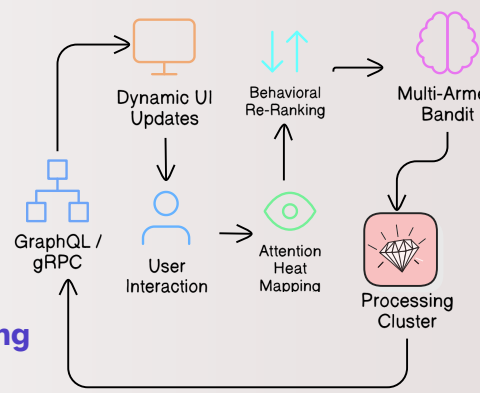 Dynamic UI
Updates
Behavioral
Re-Ranking
Multi-Arme
Bandit
GraphQL /
gRPC
User
Interaction
Attention
Heat
Mapping
Processing
Cluster
ng